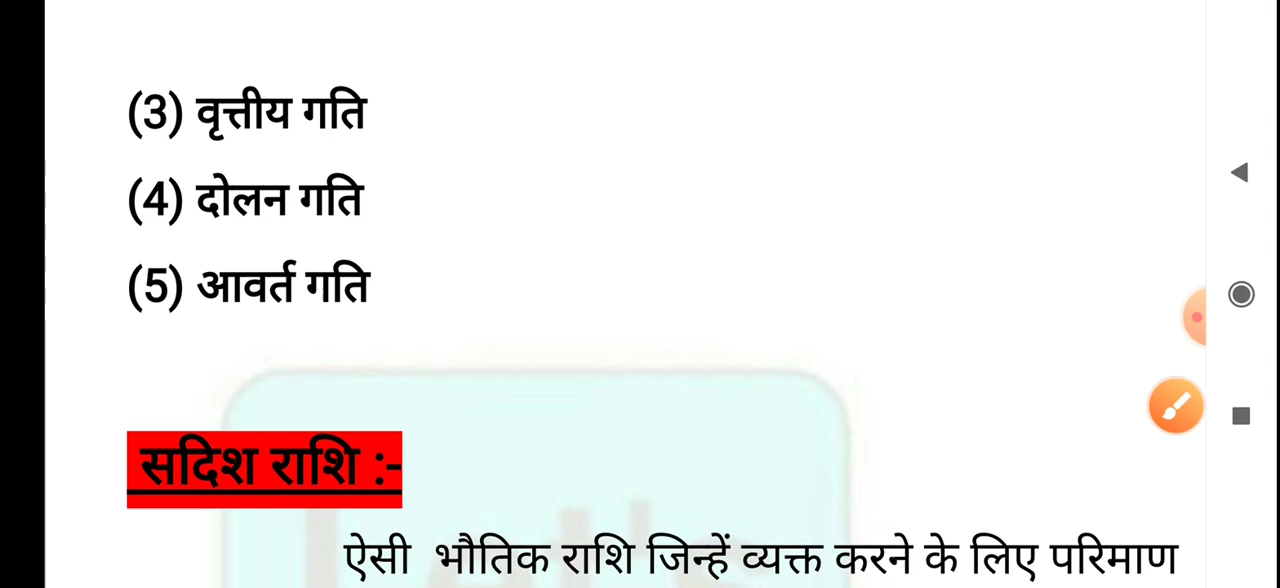 (3) वृत्तीय गति
(4) दोलन गति
(5) आवर्त गति
सदिश राशि :-
ऐसी भौतिक राशि जिन्हें व्यक्त करने के लिए परिमाण